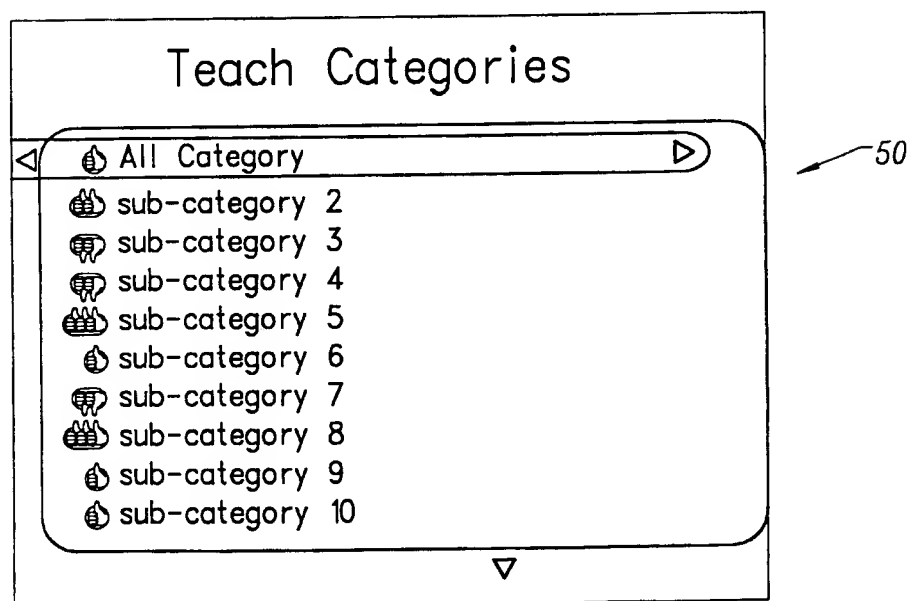 Teach Categories
All Category
50
sub-category 2
sub-category 3
sub-category 4
sub-category 5
sub-category 6
sub-category 7
sub-category 8
sub-category 9
sub-category 10